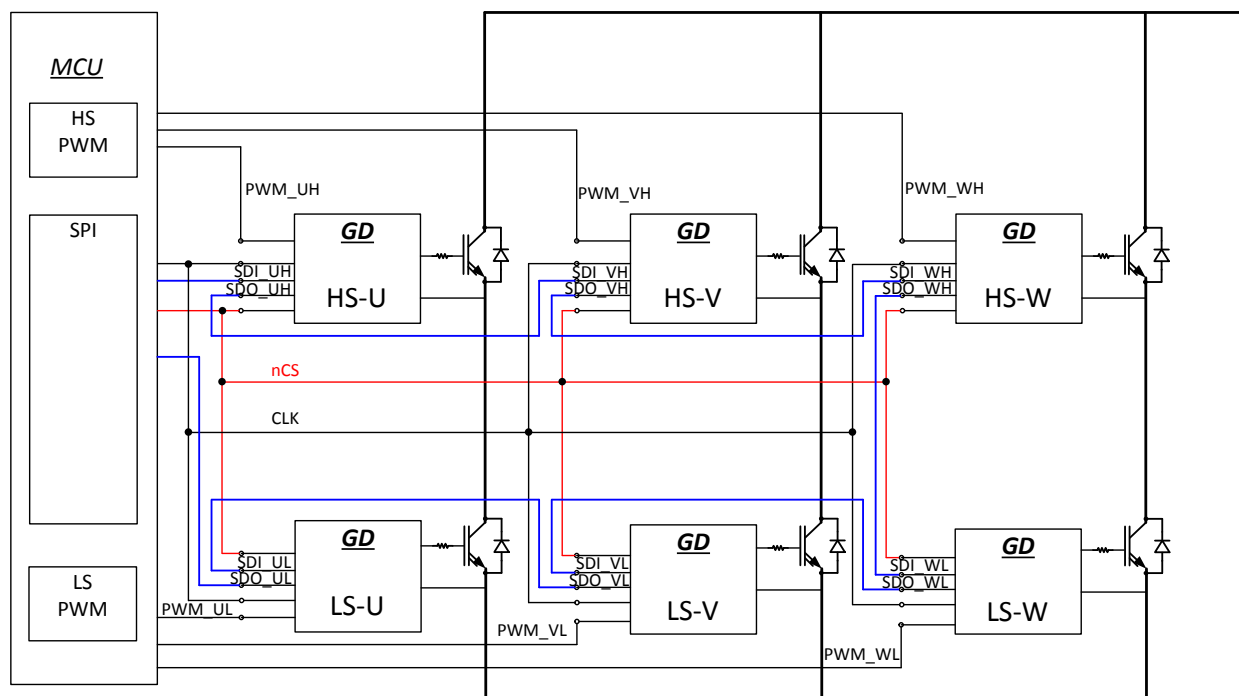 MCU
HS
PWM
SPI
LS
PWM
PWM_UH
PWM_VH
PWM_WH
GD
HS-U
GD
HS-V
GD
HS-W
SDI_UH
SDO_UH
SDI_VH
SDO_VH
SDI_WH
SDO_WH
nCS
CLK
GD
LS-U
GD
LS-V
GD
LS-W
SDI_UL
SDO_UL
SDI_VL
SDO_VL
SDI_WL
SDO_WL
PWM_UL
PWM_VL
PWM_WL